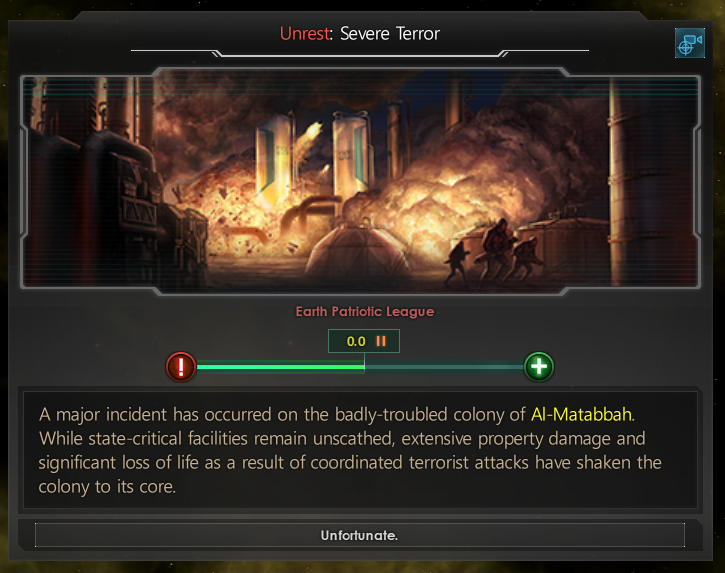 Unrest: Severe Terror
Earth Patriotic League
0.0
A major incident has occurred on the badly-troubled colony of Al-Matabbah.
While state-critical facilities remain unscathed, extensive property damage and
significant loss of life as a result of coordinated terrorist attacks have shaken the
colony to its core.
Unfortunate.